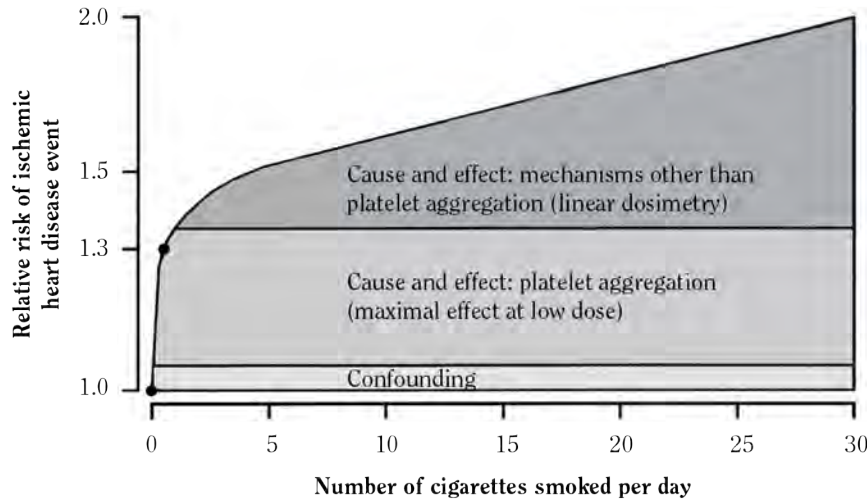 2.0
1.5
1.3
1.0
Relative risk of ischemic
heart disease event
Cause and effect: mechanisms other than
platelet aggregation (linear dosimetry)
Cause and effect: platelet aggregation
(maximal effect at low dose)
Confounding
0 5 10 15 20 25 30
Number of cigarettes smoked per day